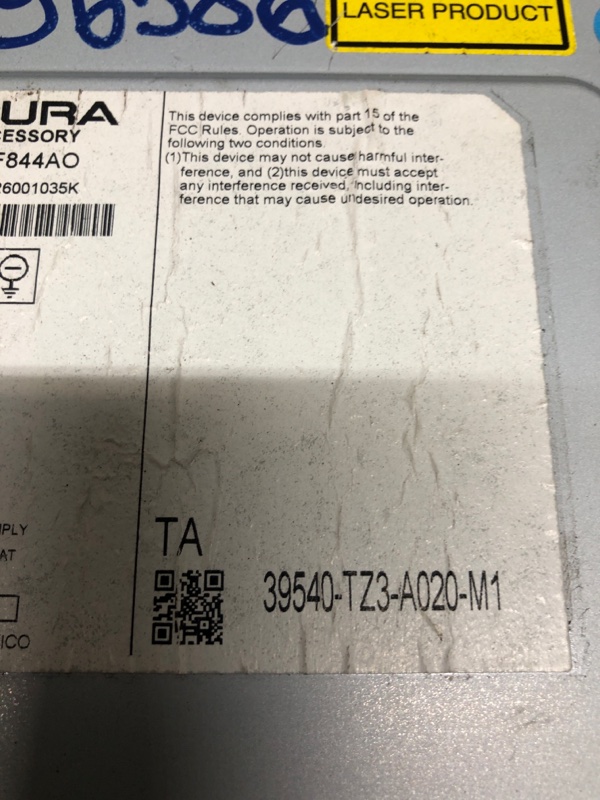 LASER PRODUCT
URA
CESSORY
F844AO
26001035K
This device complies with part 15 of the
FCC Rules. Operation is subject to the
following two conditions.
(1)This device may not cause harmful inter-
ference, and (2)this device must accept
any interference received, including inter-
ference that may cause undesired operation.
PLY
AT
ICO
TA
39540-TZ3-A020-M1